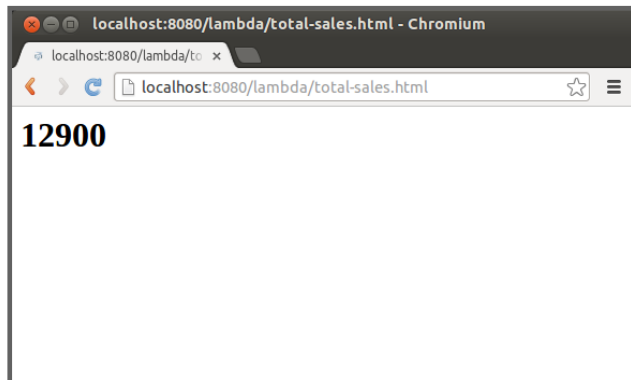 localhost:8080/lambda/total-sales.html - Chromium
localhost:8080/lambda/to
localhost:8080/lambda/total-sales.html
12900